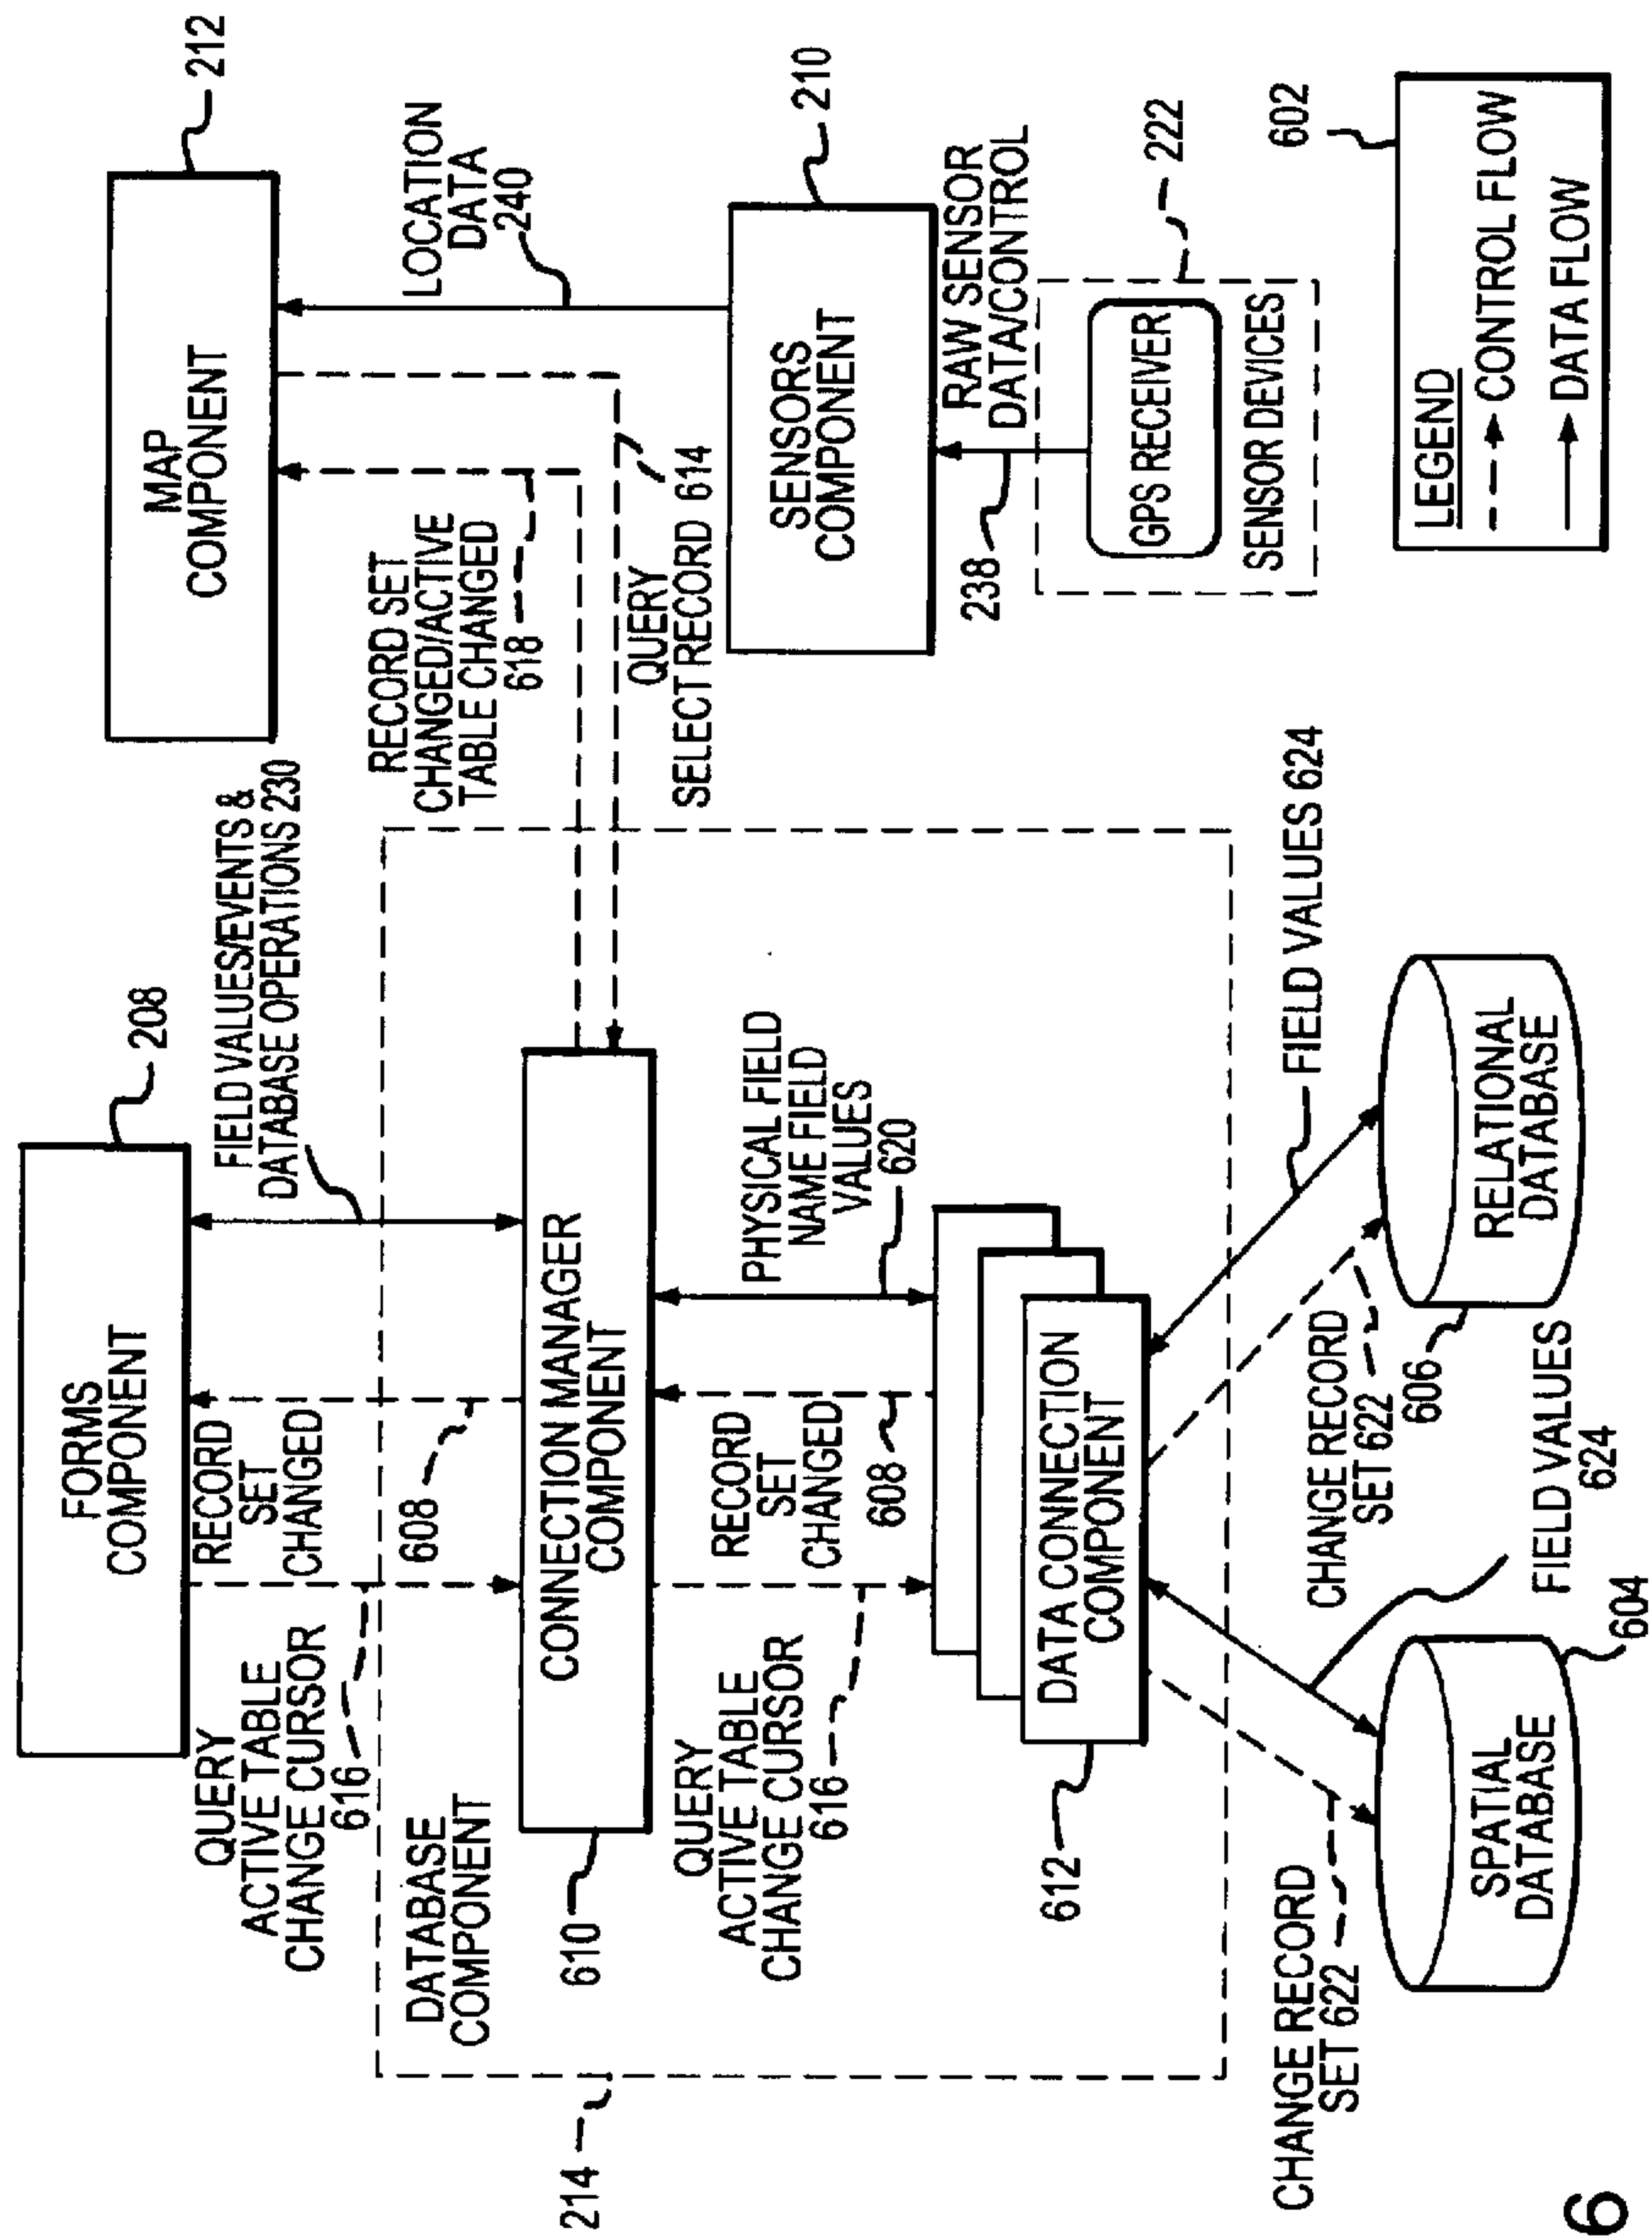 FORMS
COMPONENT
208
MAP
COMPONENT
212
FIELD VALUES/EVENTS &
DATABASE OPERATIONS 230
QUERY
ACTIVE TABLE
CHANGE CURSOR
616
RECORD
SET
CHANGED
608
RECORD SET
CHANGED/ACTIVE
TABLE CHANGED
618
LOCATION
DATA
240
QUERY
SELECT RECORD 614
DATABASE
COMPONENT
214
CONNECTION MANAGER
COMPONENT
610
SENSORS
COMPONENT
210
QUERY
ACTIVE TABLE
CHANGE CURSOR
616
RECORD
SET
CHANGED
608
PHYSICAL FIELD
NAME FIELD
VALUES
620
RAW SENSOR
DATA/CONTROL
238
GPS RECEIVER
SENSOR DEVICES
222
DATA CONNECTION
COMPONENT
612
CHANGE RECORD
SET 622
CHANGE RECORD
SET 622
FIELD VALUES 624
606
FIELD VALUES
624
SPATIAL
DATABASE
604
RELATIONAL
DATABASE
602
LEGEND
CONTROL FLOW
DATA FLOW
6